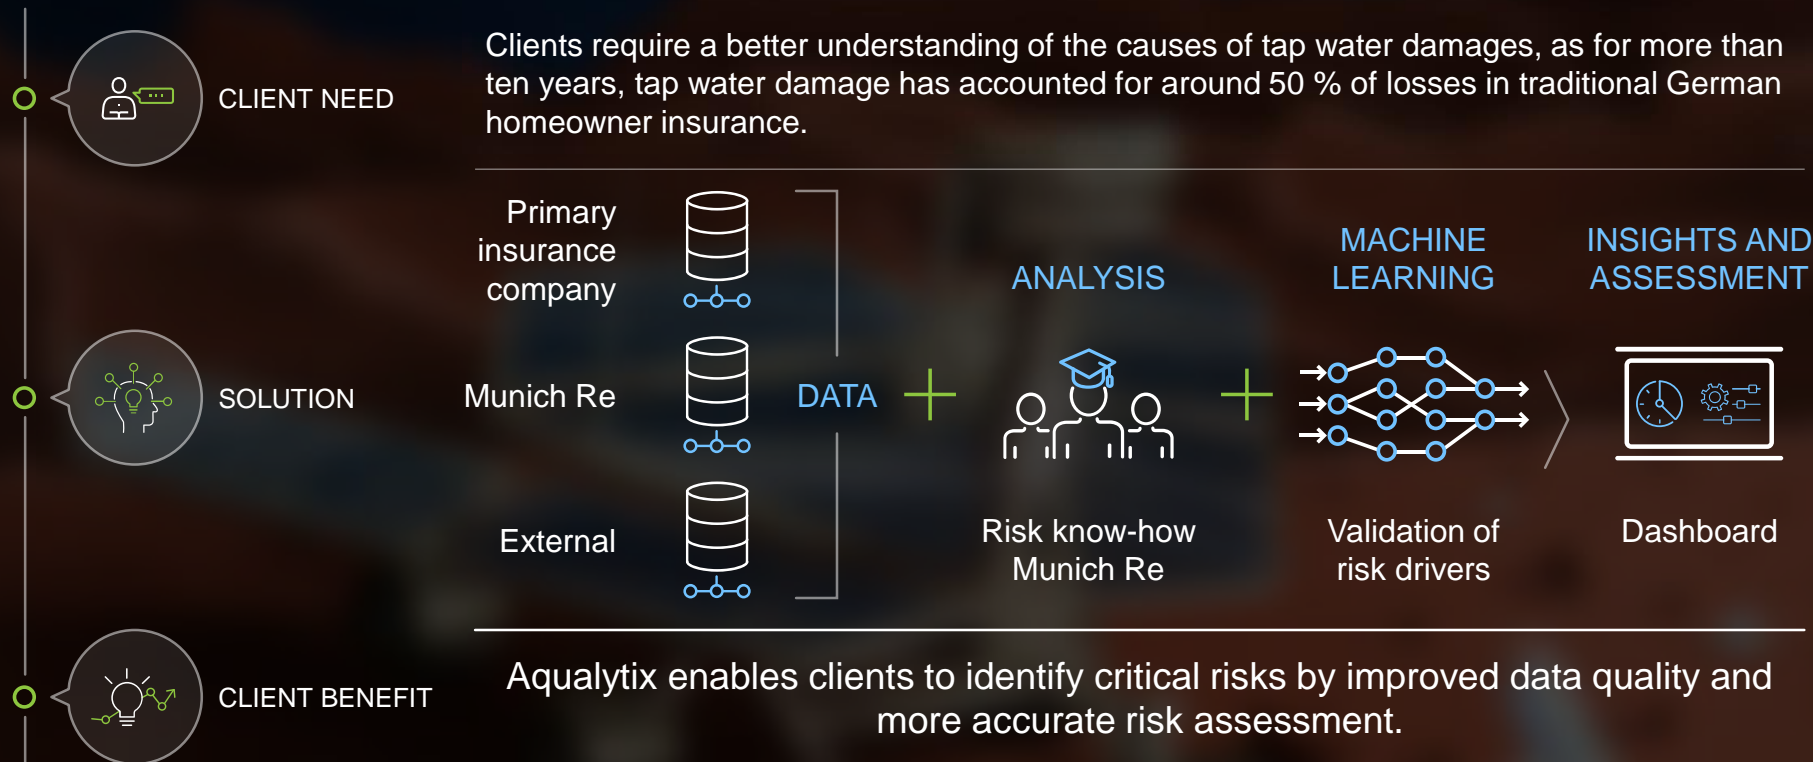 CLIENT NEED
Clients require a better understanding of the causes of tap water damages, as for more than
ten years, tap water damage has accounted for around 50 % of losses in traditional German
homeowner insurance.
SOLUTION
Primary
insurance
company
Munich Re
External
DATA
ANALYSIS
Risk know-how
Munich Re
MACHINE
LEARNING
Validation of
risk drivers
INSIGHTS AND
ASSESSMENT
Dashboard
CLIENT BENEFIT
Aqualytix enables clients to identify critical risks by improved data quality and
more accurate risk assessment.